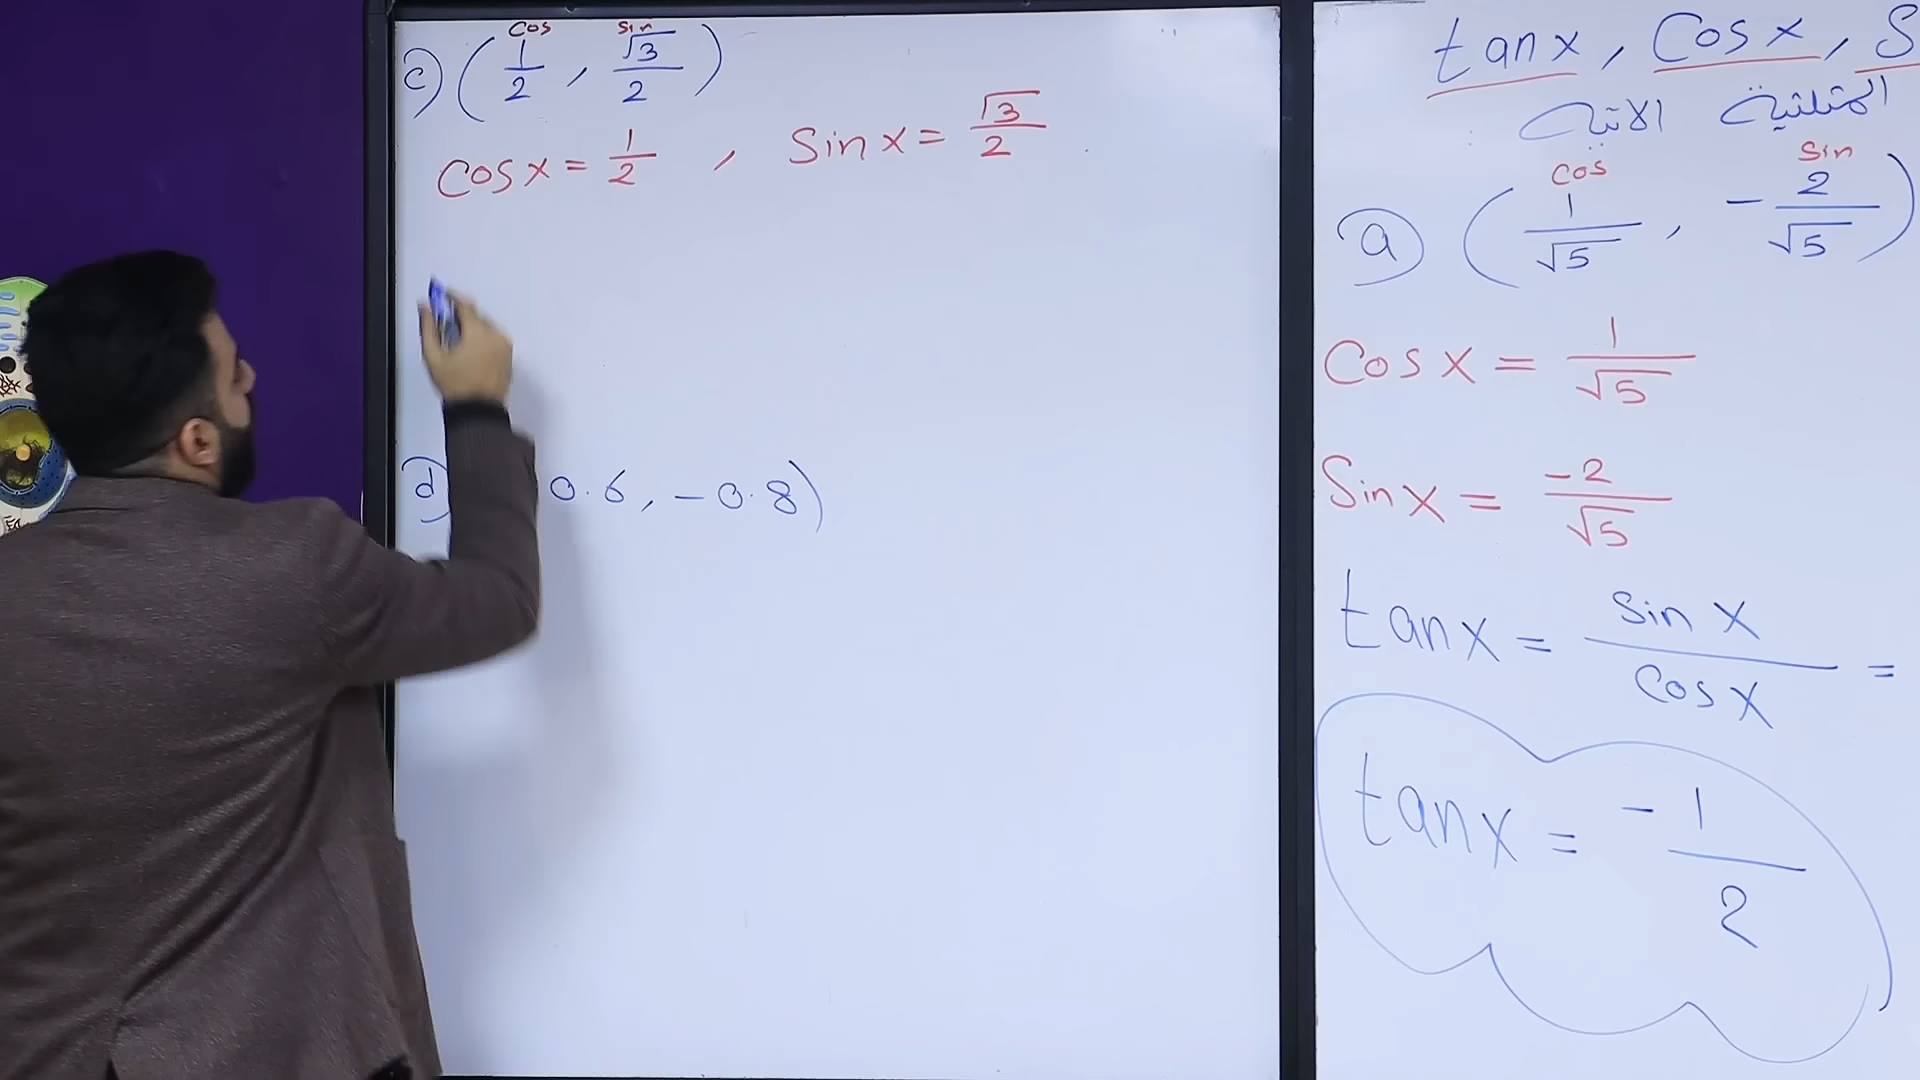 c) (1/2, √3/2)
cos sin
cos x = 1/2 , sin x = √3/2
d) 0.6, -0.8)
tan x, cos x, S
المثلثية الاتية
cos sin
a (1/√5, - 2/√5)
cos x = 1/√5
sin x = -2/√5
tan x = sin x / cos x =
tan x = -1/2